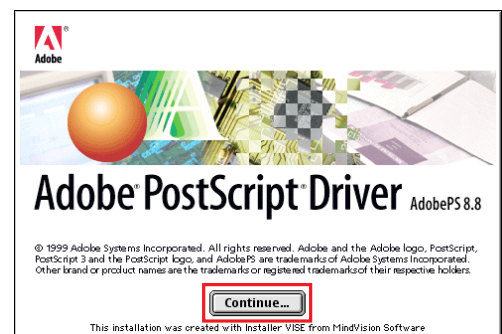 Adobe®
Adobe® PostScript® Driver AdobePS 8.8
© 1999 Adobe Systems Incorporated. All rights reserved. Adobe and the Adobe logo, PostScript,
PostScript 3 and the PostScript logo, and AdobePS are trademarks of Adobe Systems Incorporated.
Other brand or product names are the trademarks or registered trademarks of their respective holders.
Continue...
This installation was created with Installer VISE from MindVision Software